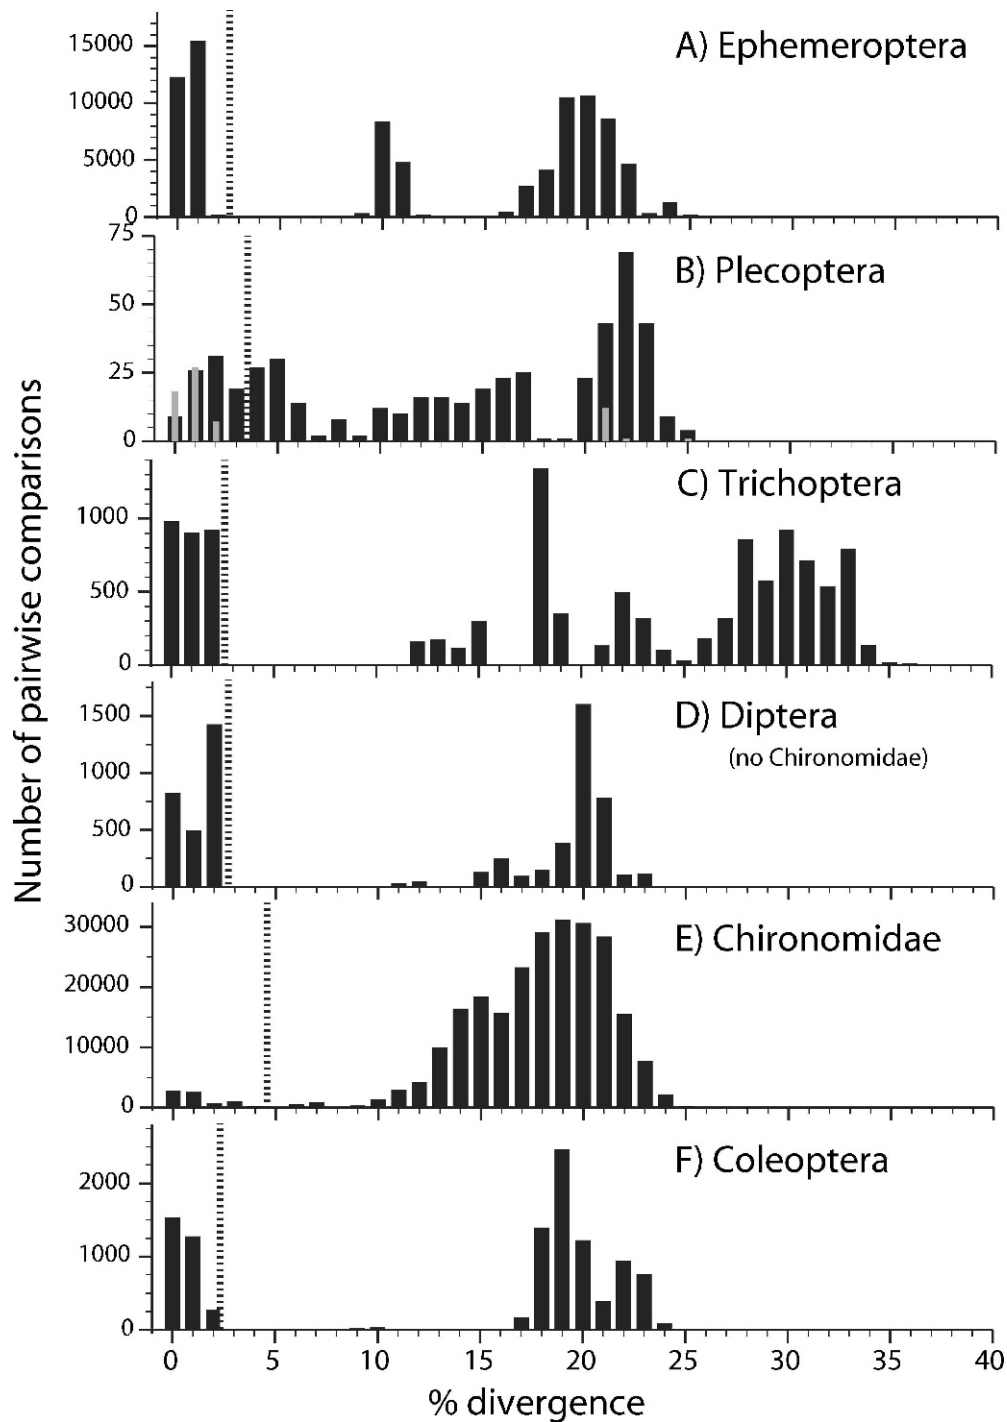 Number of pairwise comparisons
A) Ephemeroptera
15000
10000
5000
0
B) Plecoptera
75
50
25
0
C) Trichoptera
1000
500
0
D) Diptera
(no Chironomidae)
1500
1000
500
0
E) Chironomidae
30000
20000
10000
0
F) Coleoptera
2000
1000
0
0 5 10 15 20 25 30 35 40
% divergence